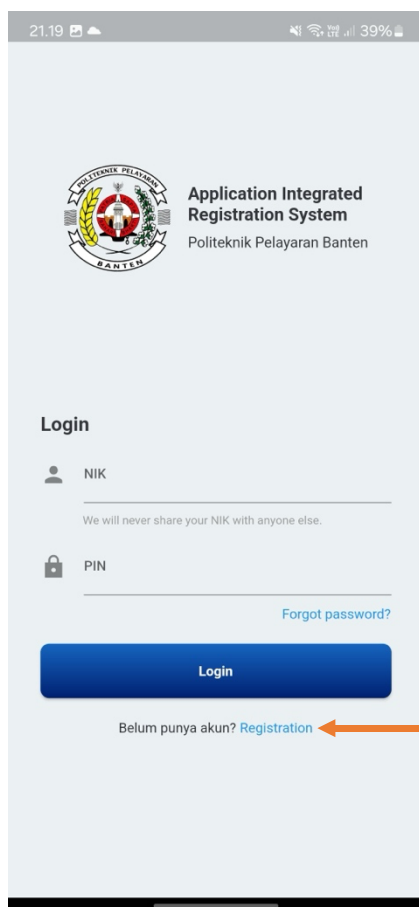 21.19 39%
POLITEKNIK PELAYARAN
BANTEN
Application Integrated
Registration System
Politeknik Pelayaran Banten
Login
NIK
We will never share your NIK with anyone else.
PIN
Forgot password?
Login
Belum punya akun? Registration